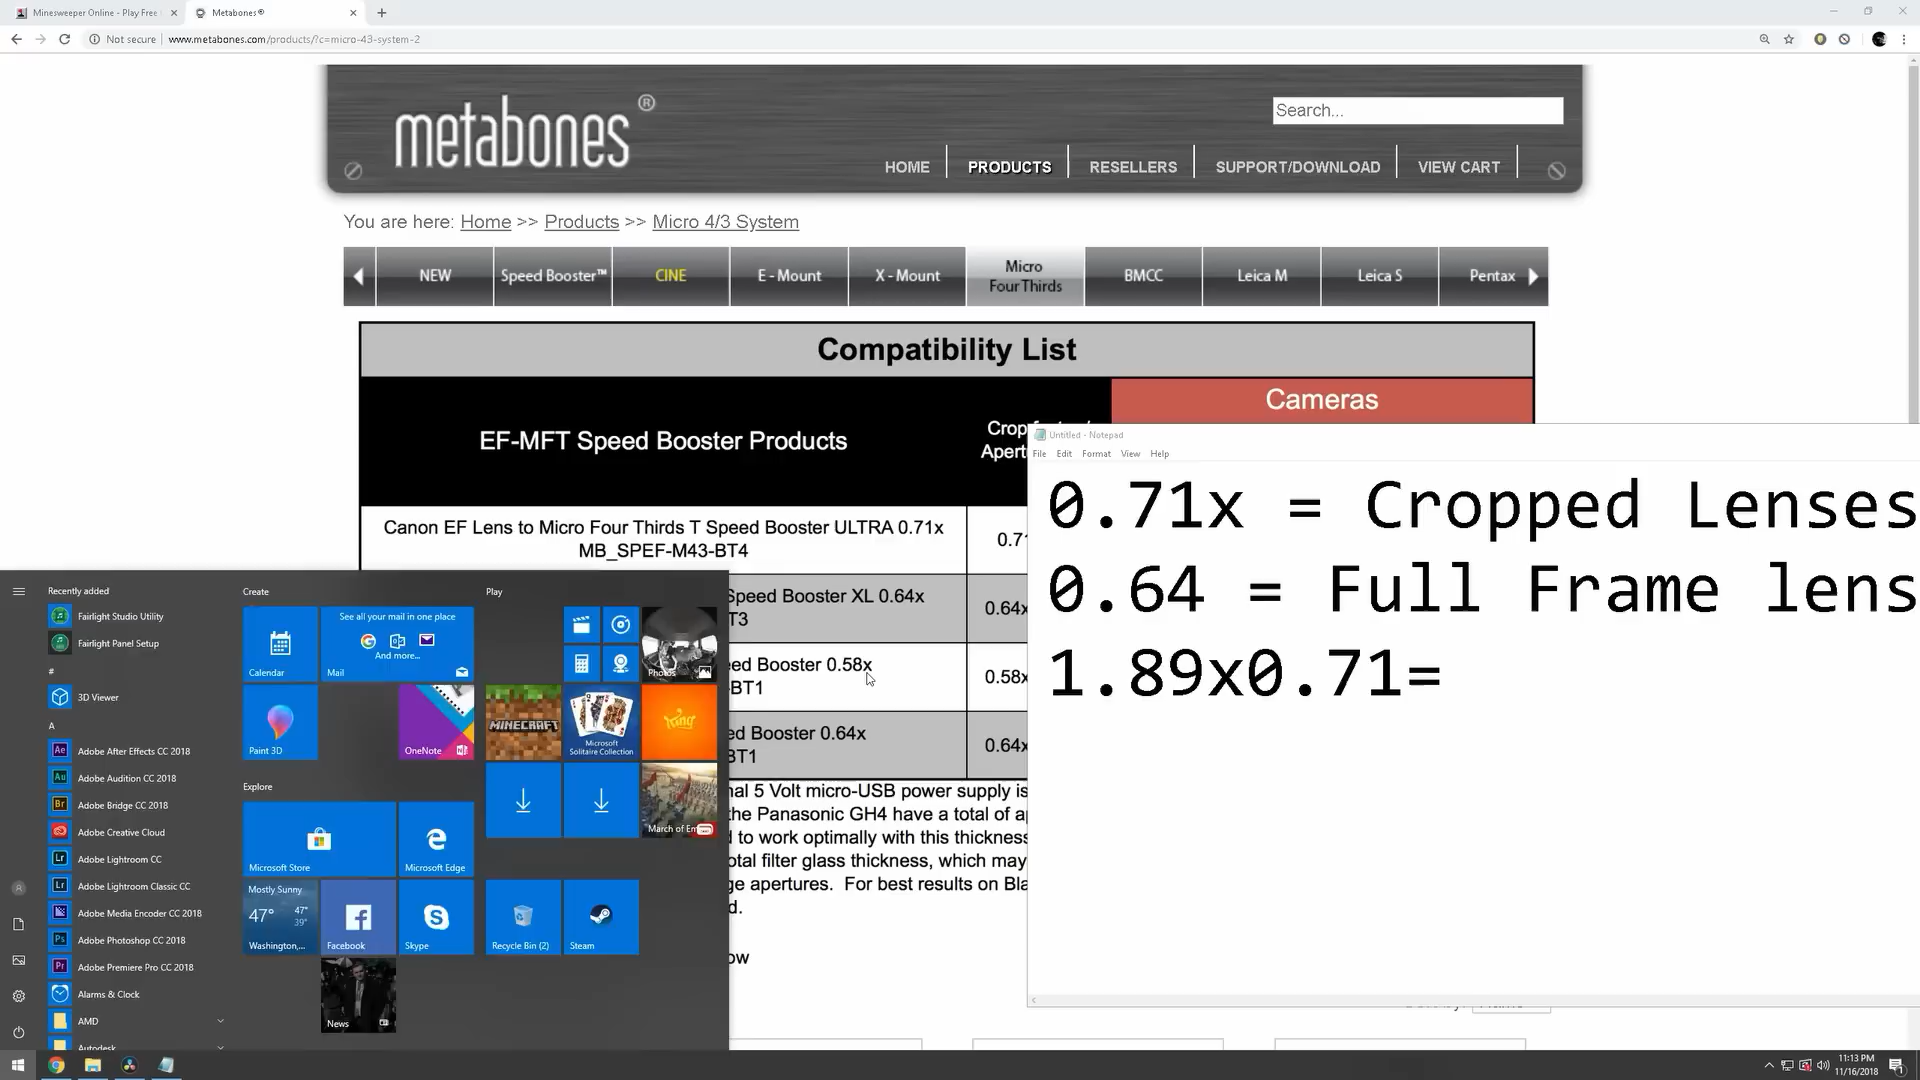 Minesweeper Online - Play Free
Metabones®
Not secure
www.metabones.com/products/?c=micro-43-system-2
metabones®
Search...
HOME
PRODUCTS
RESELLERS
SUPPORT/DOWNLOAD
VIEW CART
You are here: Home >> Products >> Micro 4/3 System
NEW
Speed Booster™
CINE
E - Mount
X - Mount
Micro
Four Thirds
BMCC
Leica M
Leica S
Pentax
Compatibility List
EF-MFT Speed Booster Products
Cameras
Canon EF Lens to Micro Four Thirds T Speed Booster ULTRA 0.71x
MB_SPEF-M43-BT4
Speed Booster XL 0.64x
T3
0.64x
ed Booster 0.58x
BT1
0.58x
d Booster 0.64x
BT1
0.64x
nal 5 Volt micro-USB power supply is
the Panasonic GH4 have a total of a
d to work optimally with this thickness
otal filter glass thickness, which may
ge apertures. For best results on Bla
d.
ow
Untitled - Notepad
File
Edit
Format
View
Help
0.71x = Cropped Lenses
0.64 = Full Frame lens
1.89x0.71=
Recently added
Fairlight Studio Utility
Fairlight Panel Setup
#
3D Viewer
A
Adobe After Effects CC 2018
Adobe Audition CC 2018
Adobe Bridge CC 2018
Adobe Creative Cloud
Adobe Lightroom CC
Adobe Lightroom Classic CC
Adobe Media Encoder CC 2018
Adobe Photoshop CC 2018
Adobe Premiere Pro CC 2018
Alarms & Clock
AMD
Autodesk
Create
Calendar
See all your mail in one place
And more...
Mail
Paint 3D
OneNote
Explore
Microsoft Store
Microsoft Edge
Mostly Sunny
47°
47°
39°
Washington,...
Facebook
Skype
News
Play
Photos
MINECRAFT
Microsoft
Solitaire Collection
King
March of Em
Recycle Bin (2)
Steam
11:13 PM
11/16/2018